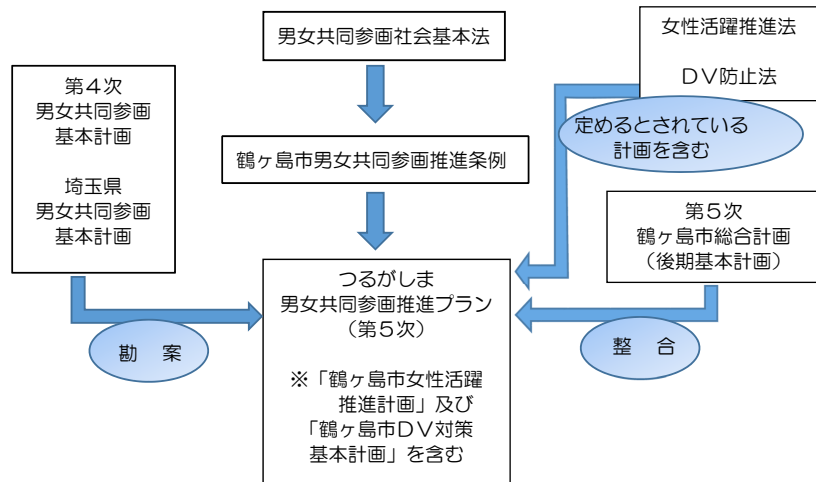 男女共同参画社会基本法
女性活躍推進法
ＤＶ防止法
定めるとされている
計画を含む
第４次
男女共同参画
基本計画
埼玉県
男女共同参画
基本計画
鶴ヶ島市男女共同参画推進条例
第５次
鶴ヶ島市総合計画
（後期基本計画）
つるがしま
男女共同参画推進プラン
（第５次）
※「鶴ヶ島市女性活躍
推進計画」及び
「鶴ヶ島市ＤＶ対策
基本計画」を含む
勘　案
整　合